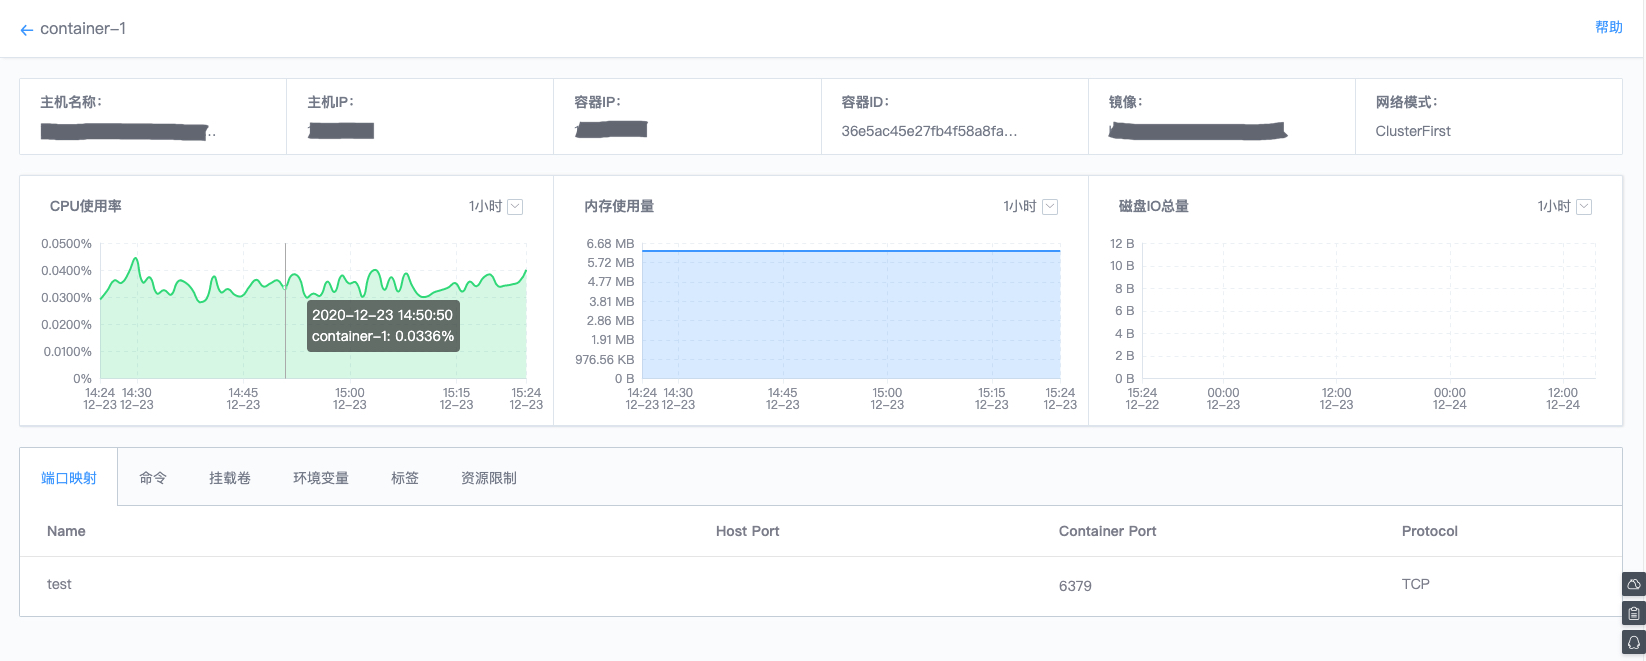 container-1
帮助
主机名称：
..
主机IP：
容器IP：
容器ID：
36e5ac45e27fb4f58a8fa...
镜像：
网络模式：
ClusterFirst
CPU使用率
1小时
0.0500%
0.0400%
0.0300%
0.0200%
0.0100%
0%
2020-12-23 14:50:50
container-1: 0.0336%
14:24 14:30 14:45 15:00 15:15 15:24
12-23 12-23 12-23 12-23 12-23 12-23
内存使用量
1小时
6.68 MB
5.72 MB
4.77 MB
3.81 MB
2.86 MB
1.91 MB
976.56 KB
0 B
14:24 14:30 14:45 15:00 15:15 15:24
12-23 12-23 12-23 12-23 12-23 12-23
磁盘IO总量
1小时
12 B
10 B
8 B
6 B
4 B
2 B
0 B
15:24 00:00 12:00 00:00 12:00
12-22 12-23 12-23 12-24 12-24
端口映射 命令 挂载卷 环境变量 标签 资源限制
Name Host Port Container Port Protocol
test 6379 TCP